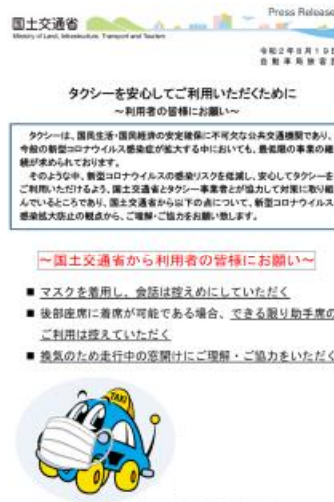 Press Release
国土交通省
Ministry of Land, Infrastructure, Transport and Tourism
令和2年8月19日
自動車局旅客課
タクシーを安心してご利用いただくために
～利用者の皆様にお願い～
タクシーは、国民生活・国民経済の安定確保に不可欠な公共交通機関であり、
今般の新型コロナウイルス感染症が拡大する中においても、最低限の事業の継
続が求められております。
そのような中、新型コロナウイルスの感染リスクを低減し、安心してタクシーを
ご利用いただけるよう、国土交通省とタクシー事業者とが協力して対策に取り組
んでいるところであり、国土交通省から以下の点について、新型コロナウイルス
感染拡大防止の観点から、ご理解・ご協力をお願い致します。
～国土交通省から利用者の皆様にお願い～
■ マスクを着用し、会話は控えめにしていただく
■ 後部座席に着席が可能である場合、できる限り助手席の
ご利用は控えていただく
■ 換気のため走行中の窓開けにご理解・ご協力をいただく
TAXI